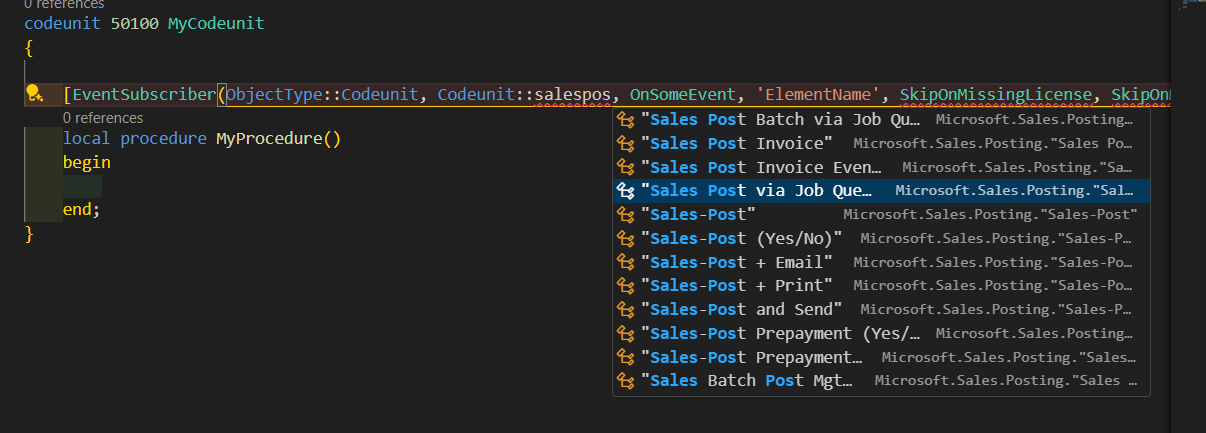 0 references
codeunit 50100 MyCodeunit
{
[EventSubscriber(ObjectType::Codeunit, Codeunit::salespos, OnSomeEvent, 'ElementName', SkipOnMissingLicense, SkipOn
0 references
local procedure MyProcedure()
begin
end;
}
"Sales Post Batch via Job Qu… Microsoft.Sales.Posting…
"Sales Post Invoice" Microsoft.Sales.Posting."Sales Po…
"Sales Post Invoice Even… Microsoft.Sales.Posting."Sa…
"Sales Post via Job Que… Microsoft.Sales.Posting."Sal…
"Sales-Post" Microsoft.Sales.Posting."Sales-Post"
"Sales-Post (Yes/No)" Microsoft.Sales.Posting."Sales-P…
"Sales-Post + Email" Microsoft.Sales.Posting."Sales-Po…
"Sales-Post + Print" Microsoft.Sales.Posting."Sales-Po…
"Sales-Post and Send" Microsoft.Sales.Posting."Sales-P…
"Sales-Post Prepayment (Yes/… Microsoft.Sales.Posting…
"Sales-Post Prepayment… Microsoft.Sales.Posting."Sales…
"Sales Batch Post Mgt… Microsoft.Sales.Posting."Sales …